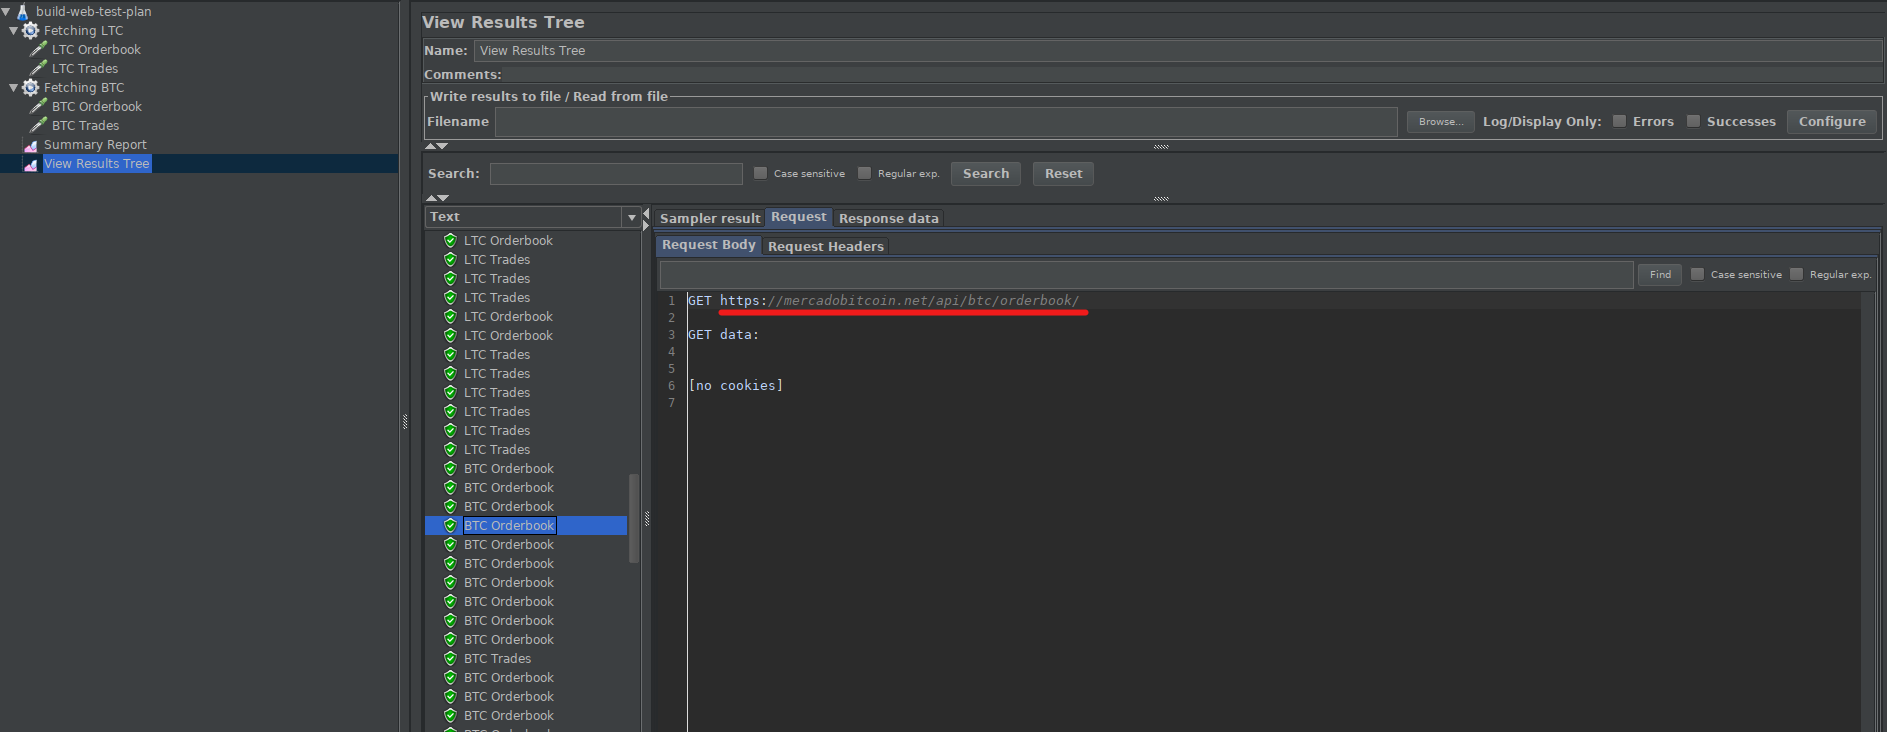 build-web-test-plan
Fetching LTC
LTC Orderbook
LTC Trades
Fetching BTC
BTC Orderbook
BTC Trades
Summary Report
View Results Tree
View Results Tree
Name: View Results Tree
Comments:
Write results to file / Read from file
Filename Browse... Log/Display Only: Errors Successes Configure
Search: Case sensitive Regular exp. Search Reset
Text
LTC Orderbook
LTC Trades
LTC Trades
LTC Trades
LTC Orderbook
LTC Orderbook
LTC Trades
LTC Trades
LTC Trades
LTC Trades
LTC Trades
LTC Trades
BTC Orderbook
BTC Orderbook
BTC Orderbook
BTC Orderbook
BTC Orderbook
BTC Orderbook
BTC Orderbook
BTC Orderbook
BTC Orderbook
BTC Orderbook
BTC Trades
BTC Orderbook
BTC Orderbook
BTC Orderbook
Sampler result Request Response data
Request Body Request Headers
Find Case sensitive Regular exp.
1 GET https://mercadobitcoin.net/api/btc/orderbook/
2
3 GET data:
4
5
6 [no cookies]
7